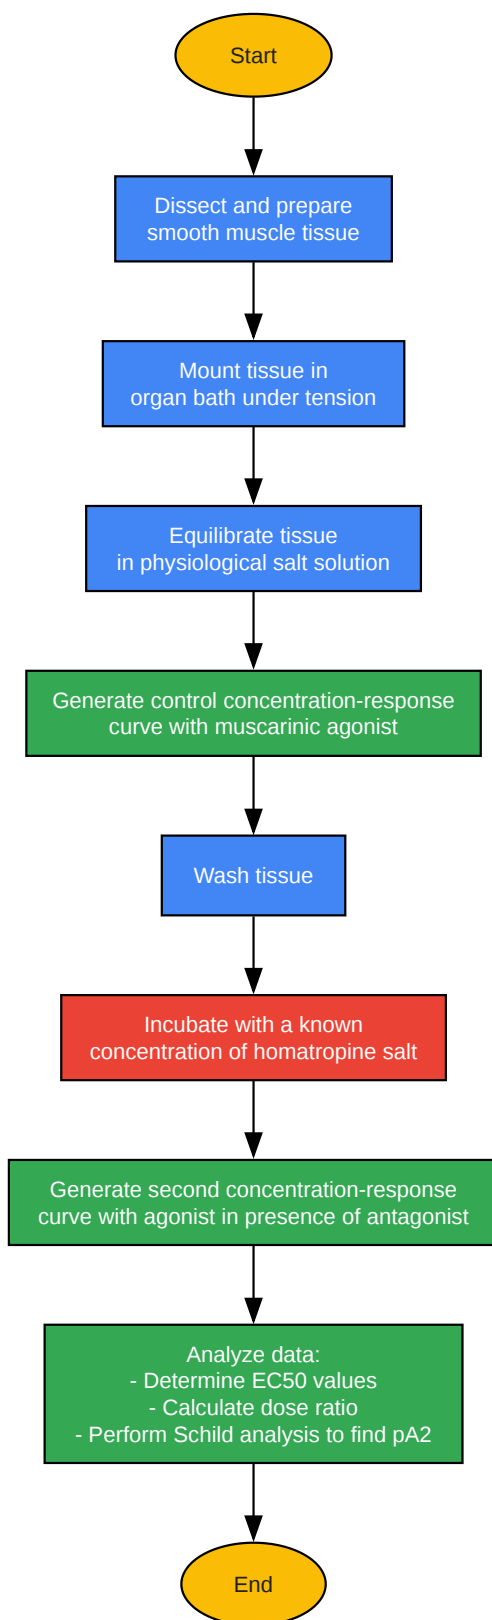 Start
Dissect and prepare
smooth muscle tissue
Mount tissue in
organ bath under tension
Equilibrate tissue
in physiological salt solution
Generate control concentration-response
curve with muscarinic agonist
Wash tissue
Incubate with a known
concentration of homatropine salt
Generate second concentration-response
curve with agonist in presence of antagonist
Analyze data:
- Determine EC50 values
- Calculate dose ratio
- Perform Schild analysis to find pA2
End